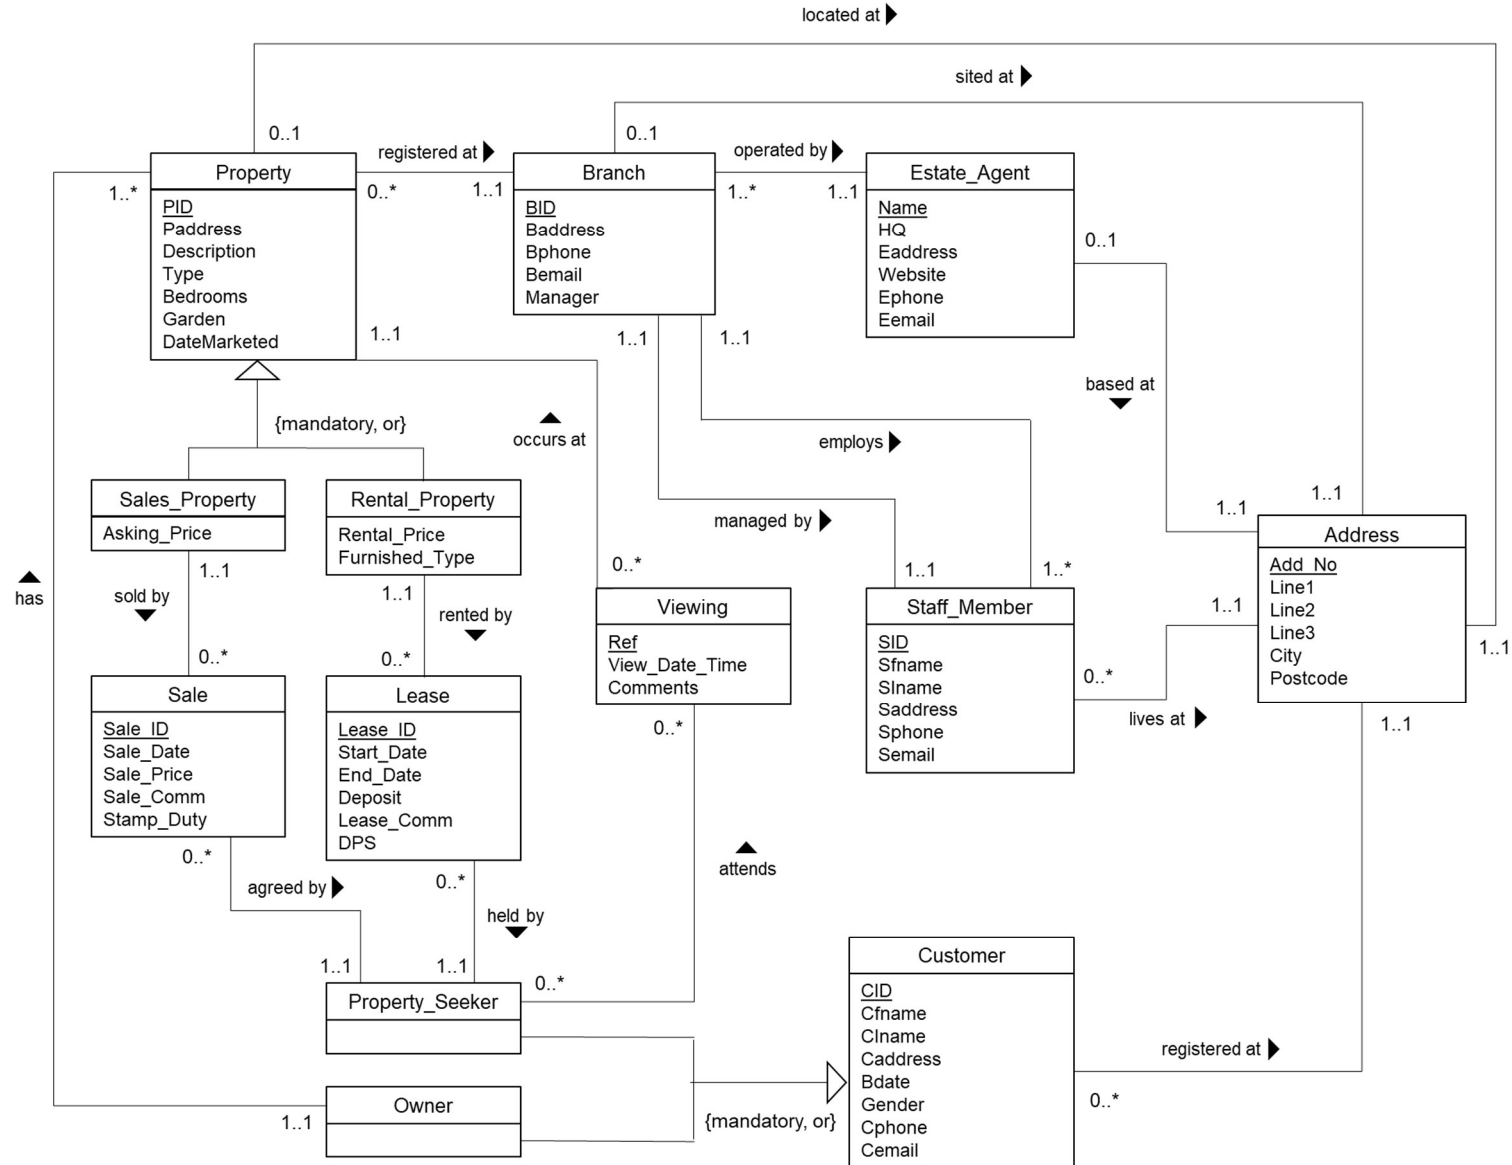 located at
sited at
0..1
0..1
registered at
operated by
Property
Branch
Estate_Agent
1..*
0..*
1..1
1..*
1..1
PID
Paddress
Description
Type
Bedrooms
Garden
DateMarketed
BID
Baddress
Bphone
Bemail
Manager
Name
HQ
Eaddress
Website
Ephone
Eemail
0..1
1..1
1..1
1..1
based at
{mandatory, or}
occurs at
employs
Sales_Property
Asking_Price
Rental_Property
Rental_Price
Furnished_Type
managed by
1..1
1..1
Address
Add_No
Line1
Line2
Line3
City
Postcode
1..1
1..1
has
sold by
rented by
0..*
1..1
1..*
1..1
1..1
Viewing
Ref
View_Date_Time
Comments
Staff_Member
SID
Sfname
Slname
Saddress
Sphone
Semail
0..*
lives at
0..*
0..*
Sale
Sale_ID
Sale_Date
Sale_Price
Sale_Comm
Stamp_Duty
Lease
Lease_ID
Start_Date
End_Date
Deposit
Lease_Comm
DPS
0..*
1..1
0..*
agreed by
0..*
held by
attends
1..1
1..1
0..*
Property_Seeker
Customer
CID
Cfname
Clname
Caddress
Bdate
Gender
Cphone
Cemail
registered at
0..*
Owner
1..1
{mandatory, or}